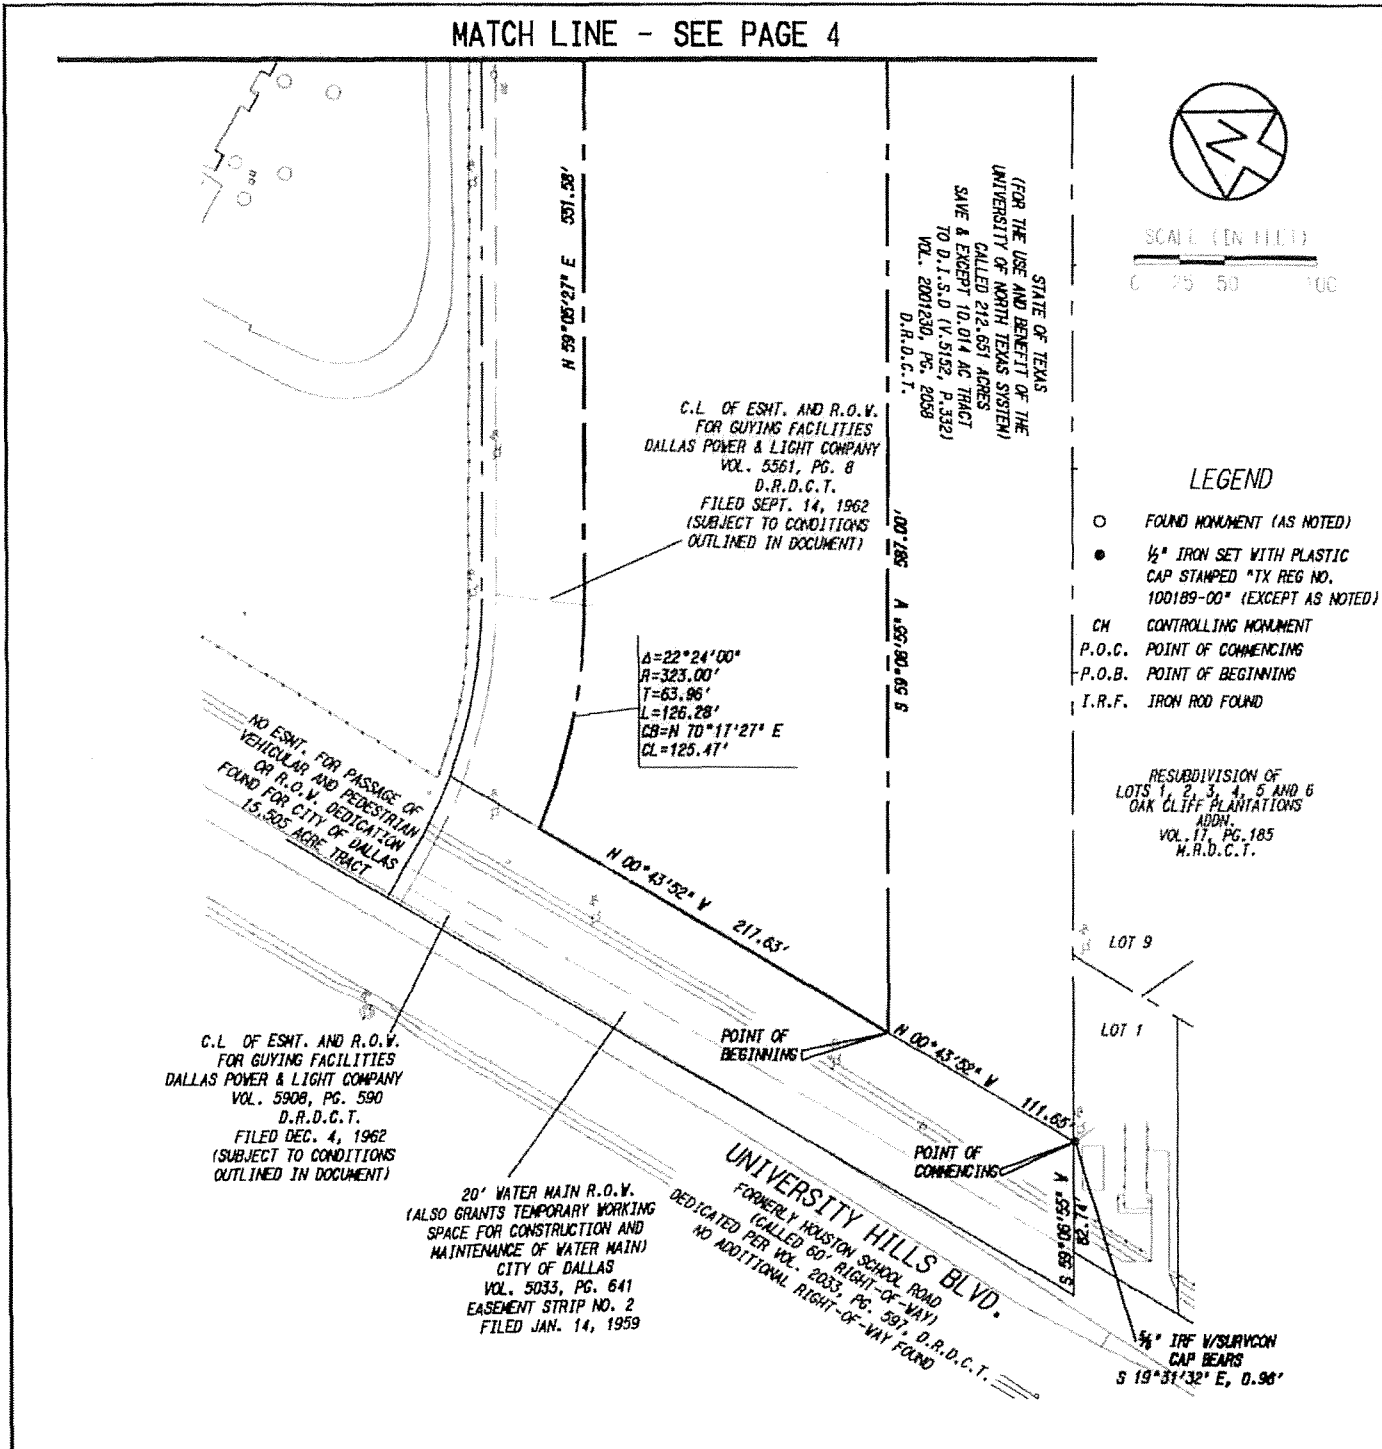 MATCH LINE - SEE PAGE 4
N 59°05'27" E 551.58'
STATE OF TEXAS
(FOR THE USE AND BENEFIT OF THE
UNIVERSITY OF NORTH TEXAS SYSTEM)
CALLED 212.651 ACRES
SAVE & EXCEPT 10.014 AC TRACT
TO D.I.S.D (V.5152, P.332)
VOL. 2001230, PG. 2058
D.R.D.C.T.
SCALE (IN FEET)
0 25 50 100
C.L OF ESMT. AND R.O.W.
FOR GUYING FACILITIES
DALLAS POWER & LIGHT COMPANY
VOL. 5561, PG. 8
D.R.D.C.T.
FILED SEPT. 14, 1962
(SUBJECT TO CONDITIONS
OUTLINED IN DOCUMENT)
LEGEND
FOUND MONUMENT (AS NOTED)
½" IRON SET WITH PLASTIC
CAP STAMPED "TX REG NO.
100189-00" (EXCEPT AS NOTED)
CM CONTROLLING MONUMENT
P.O.C. POINT OF COMMENCING
P.O.B. POINT OF BEGINNING
I.R.F. IRON ROD FOUND
S 59°08'55" W 587.00'
Δ=22°24'00"
R=323.00'
T=63.96'
L=126.28'
CB=N 70°17'27" E
CL=125.47'
NO ESMT. FOR PASSAGE OF
VEHICULAR AND PEDESTRIAN
OR R.O.W. DEDICATION
FOUND FOR CITY OF DALLAS
15.505 ACRE TRACT
RESUBDIVISION OF
LOTS 1, 2, 3, 4, 5 AND 6
OAK CLIFF PLANTATIONS
ADDN.
VOL.17, PG.185
M.R.D.C.T.
N 00°43'52" W 217.63'
LOT 9
LOT 1
POINT OF
BEGINNING
N 00°43'52" W 111.65'
C.L OF ESMT. AND R.O.W.
FOR GUYING FACILITIES
DALLAS POWER & LIGHT COMPANY
VOL. 5908, PG. 590
D.R.D.C.T.
FILED DEC. 4, 1962
(SUBJECT TO CONDITIONS
OUTLINED IN DOCUMENT)
POINT OF
COMMENCING
S 59°06'55" W
82.74'
20' WATER MAIN R.O.W.
(ALSO GRANTS TEMPORARY WORKING
SPACE FOR CONSTRUCTION AND
MAINTENANCE OF WATER MAIN)
CITY OF DALLAS
VOL. 5033, PG. 641
EASEMENT STRIP NO. 2
FILED JAN. 14, 1959
UNIVERSITY HILLS BLVD.
FORMERLY HOUSTON SCHOOL ROAD
(CALLED 60' RIGHT-OF-WAY)
DEDICATED PER VOL. 2033, PG. 597, D.R.D.C.T.
NO ADDITIONAL RIGHT-OF-WAY FOUND
⅝" IRF W/SURVCON
CAP BEARS
S 19°31'32" E, 0.96'